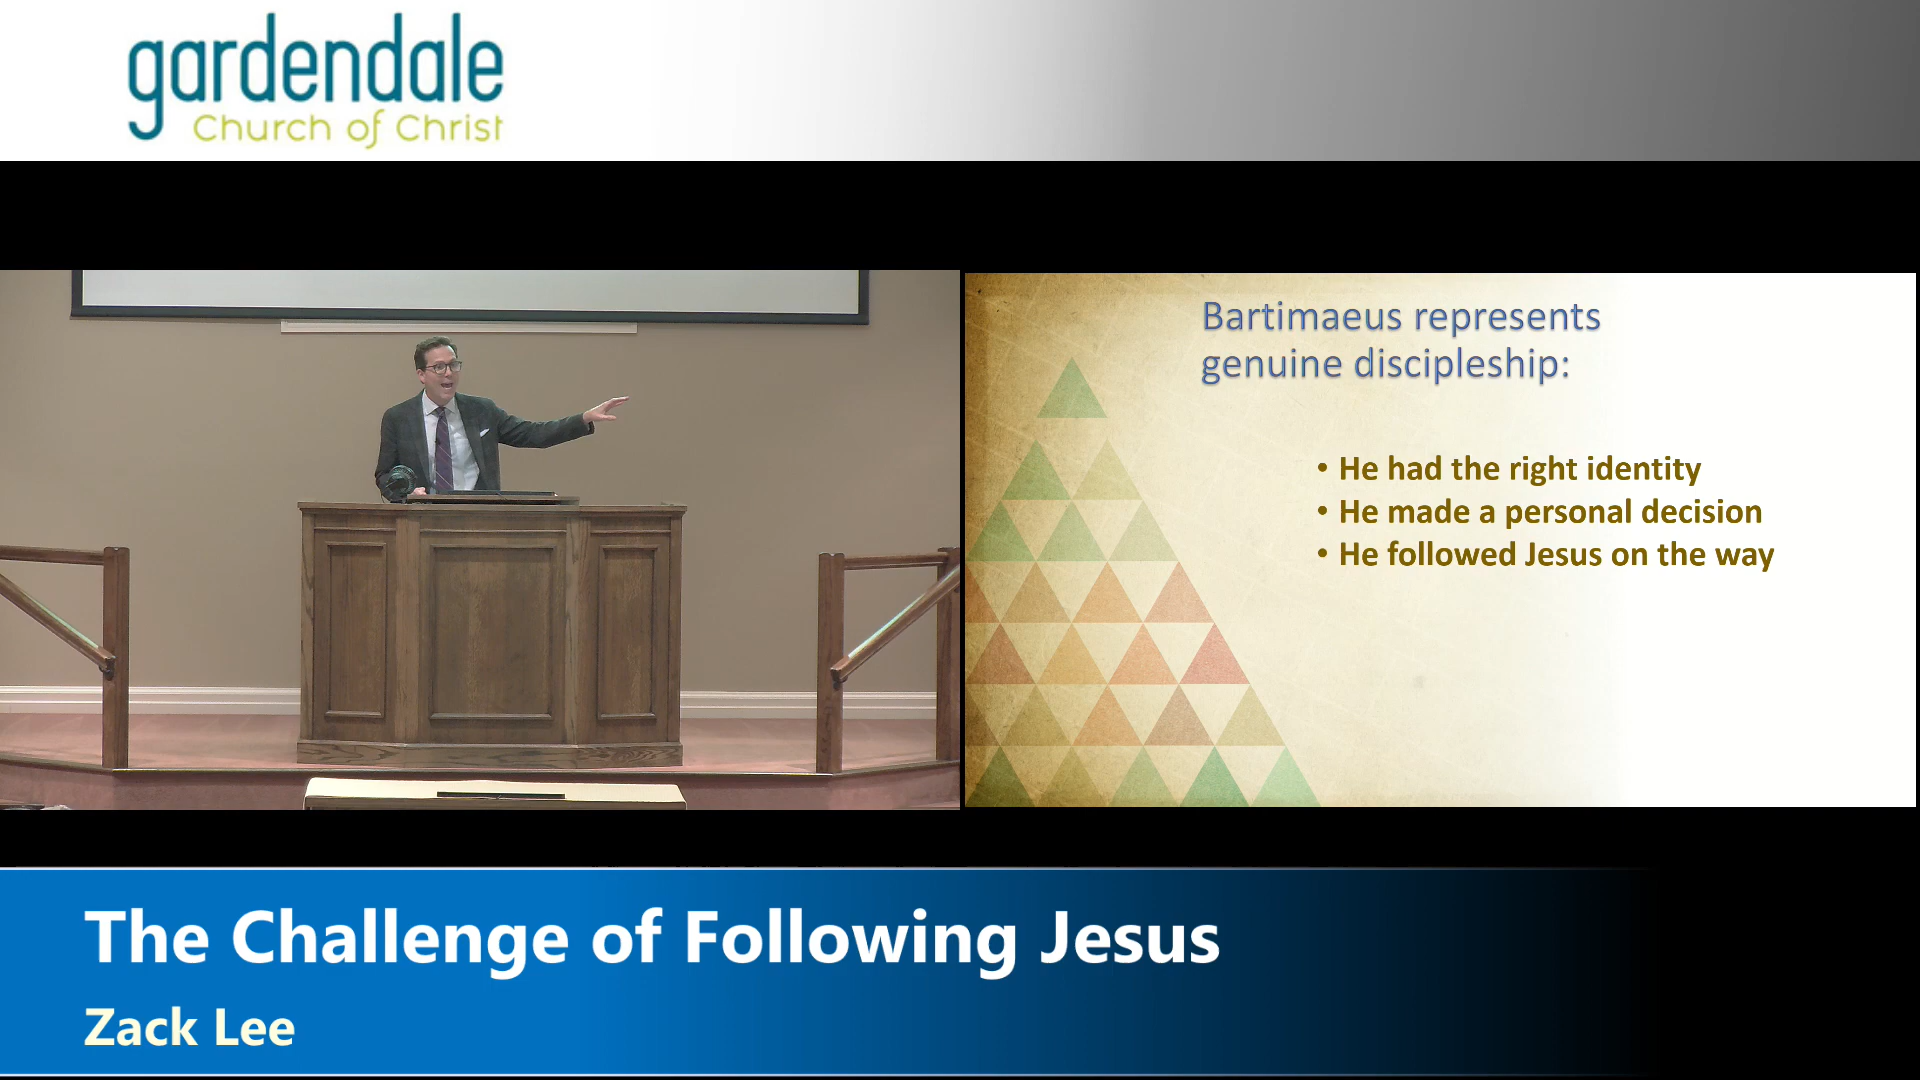 gardendale
Church of Christ
Bartimaeus represents
genuine discipleship:
• He had the right identity
• He made a personal decision
• He followed Jesus on the way
The Challenge of Following Jesus
Zack Lee